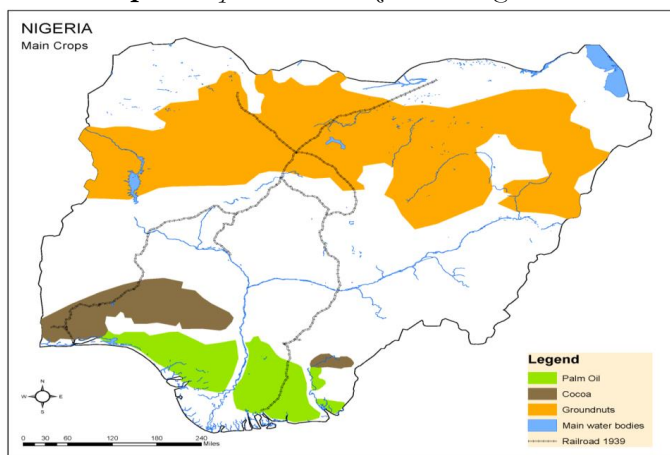 NIGERIA
Main Crops
N
W E
S
0 30 60 120 180 240
Miles
Legend
Palm Oil
Cocoa
Groundnuts
Main water bodies
Railroad 1939